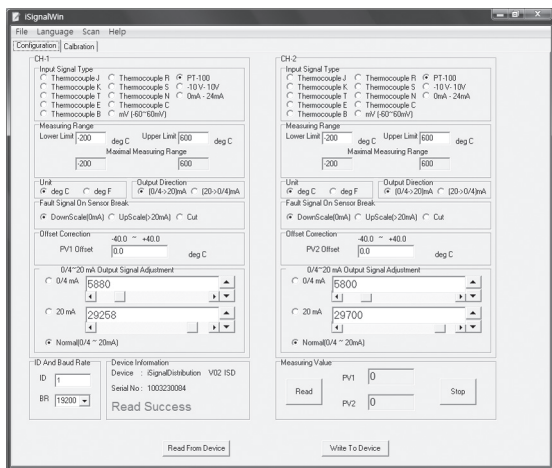 iSignalWin
File Language Scan Help
Configuration Calbration
CH-1
Input Signal Type
Thermocouple J Thermocouple R PT-100
Thermocouple K Thermocouple S -10 V- 10V
Thermocouple T Thermocouple N 0mA - 24mA
Thermocouple E Thermocouple C
Thermocouple B mV (-60~60mV)
Measuring Range
Lower Limit -200 deg C Upper Limit 600 deg C
Maximal Measuring Range
-200 600
Unit
deg C deg F
Output Direction
(0/4->20)mA (20->0/4)mA
Fault Signal On Sensor Break
DownScale(0mA) UpScale(>20mA) Cut
Offset Correction
-40.0 ~ +40.0
PV1 Offset 0.0 deg C
0/4~20 mA Output Signal Adjustment
0/4 mA 5880
20 mA 29258
Normal(0/4 ~ 20mA)
CH-2
Input Signal Type
Thermocouple J Thermocouple R PT-100
Thermocouple K Thermocouple S -10 V- 10V
Thermocouple T Thermocouple N 0mA - 24mA
Thermocouple E Thermocouple C
Thermocouple B mV (-60~60mV)
Measuring Range
Lower Limit -200 deg C Upper Limit 600 deg C
Maximal Measuring Range
-200 600
Unit
deg C deg F
Output Direction
(0/4->20)mA (20->0/4)mA
Fault Signal On Sensor Break
DownScale(0mA) UpScale(>20mA) Cut
Offset Correction
-40.0 ~ +40.0
PV2 Offset 0.0 deg C
0/4~20 mA Output Signal Adjustment
0/4 mA 5800
20 mA 29700
Normal(0/4 ~ 20mA)
ID And Baud Rate
ID 1
BR 19200
Device Information
Device : iSignalDistribution V02 ISD
Serial No : 1003230084
Read Success
Measuring Value
Read PV1 0 Stop
PV2 0
Read From Device Write To Device